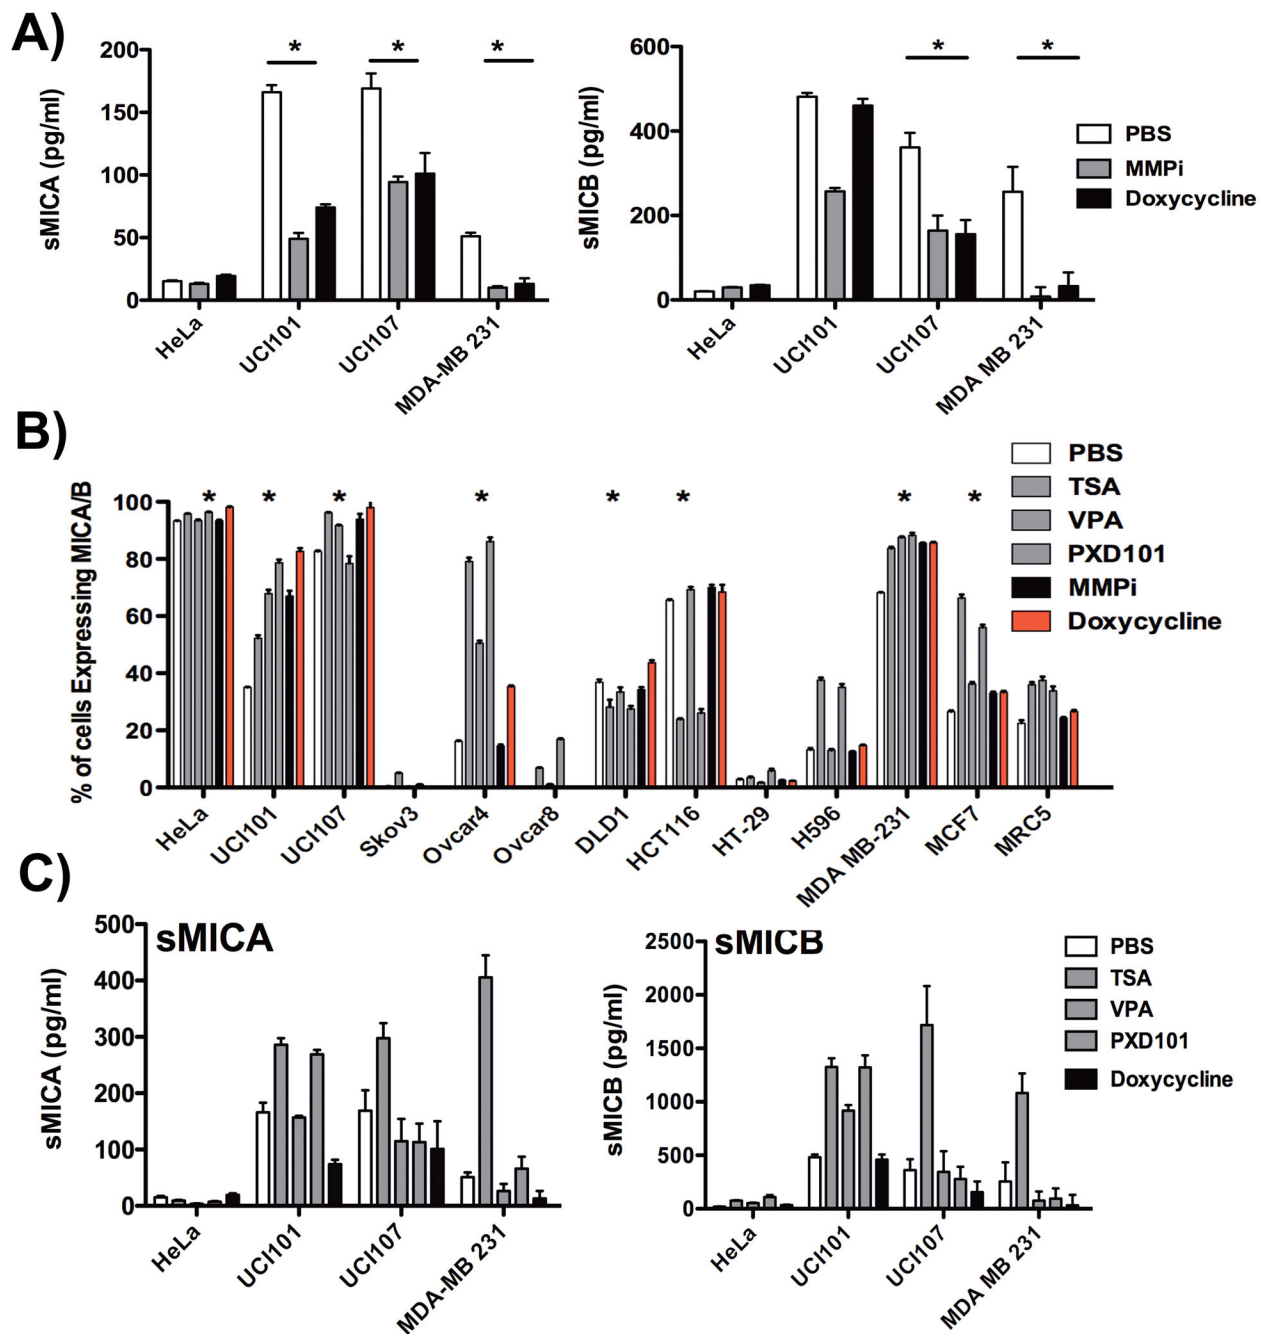 A)
sMICA (pg/ml)
200
150
100
50
0
* * *
HeLa
UCI101
UCI107
MDA-MB 231
sMICB (pg/ml)
600
400
200
0
* *
HeLa
UCI101
UCI107
MDA MB 231
PBS
MMPi
Doxycycline
B)
% of cells Expressing MICA/B
100
80
60
40
20
0
* * * * * * * *
HeLa
UCI101
UCI107
Skov3
Ovcar4
Ovcar8
DLD1
HCT116
HT-29
H596
MDA MB-231
MCF7
MRC5
PBS
TSA
VPA
PXD101
MMPi
Doxycycline
C)
sMICA
sMICA (pg/ml)
500
400
300
200
100
0
HeLa
UCI101
UCI107
MDA-MB 231
sMICB
sMICB (pg/ml)
2500
2000
1500
1000
500
0
HeLa
UCI101
UCI107
MDA MB 231
PBS
TSA
VPA
PXD101
Doxycycline